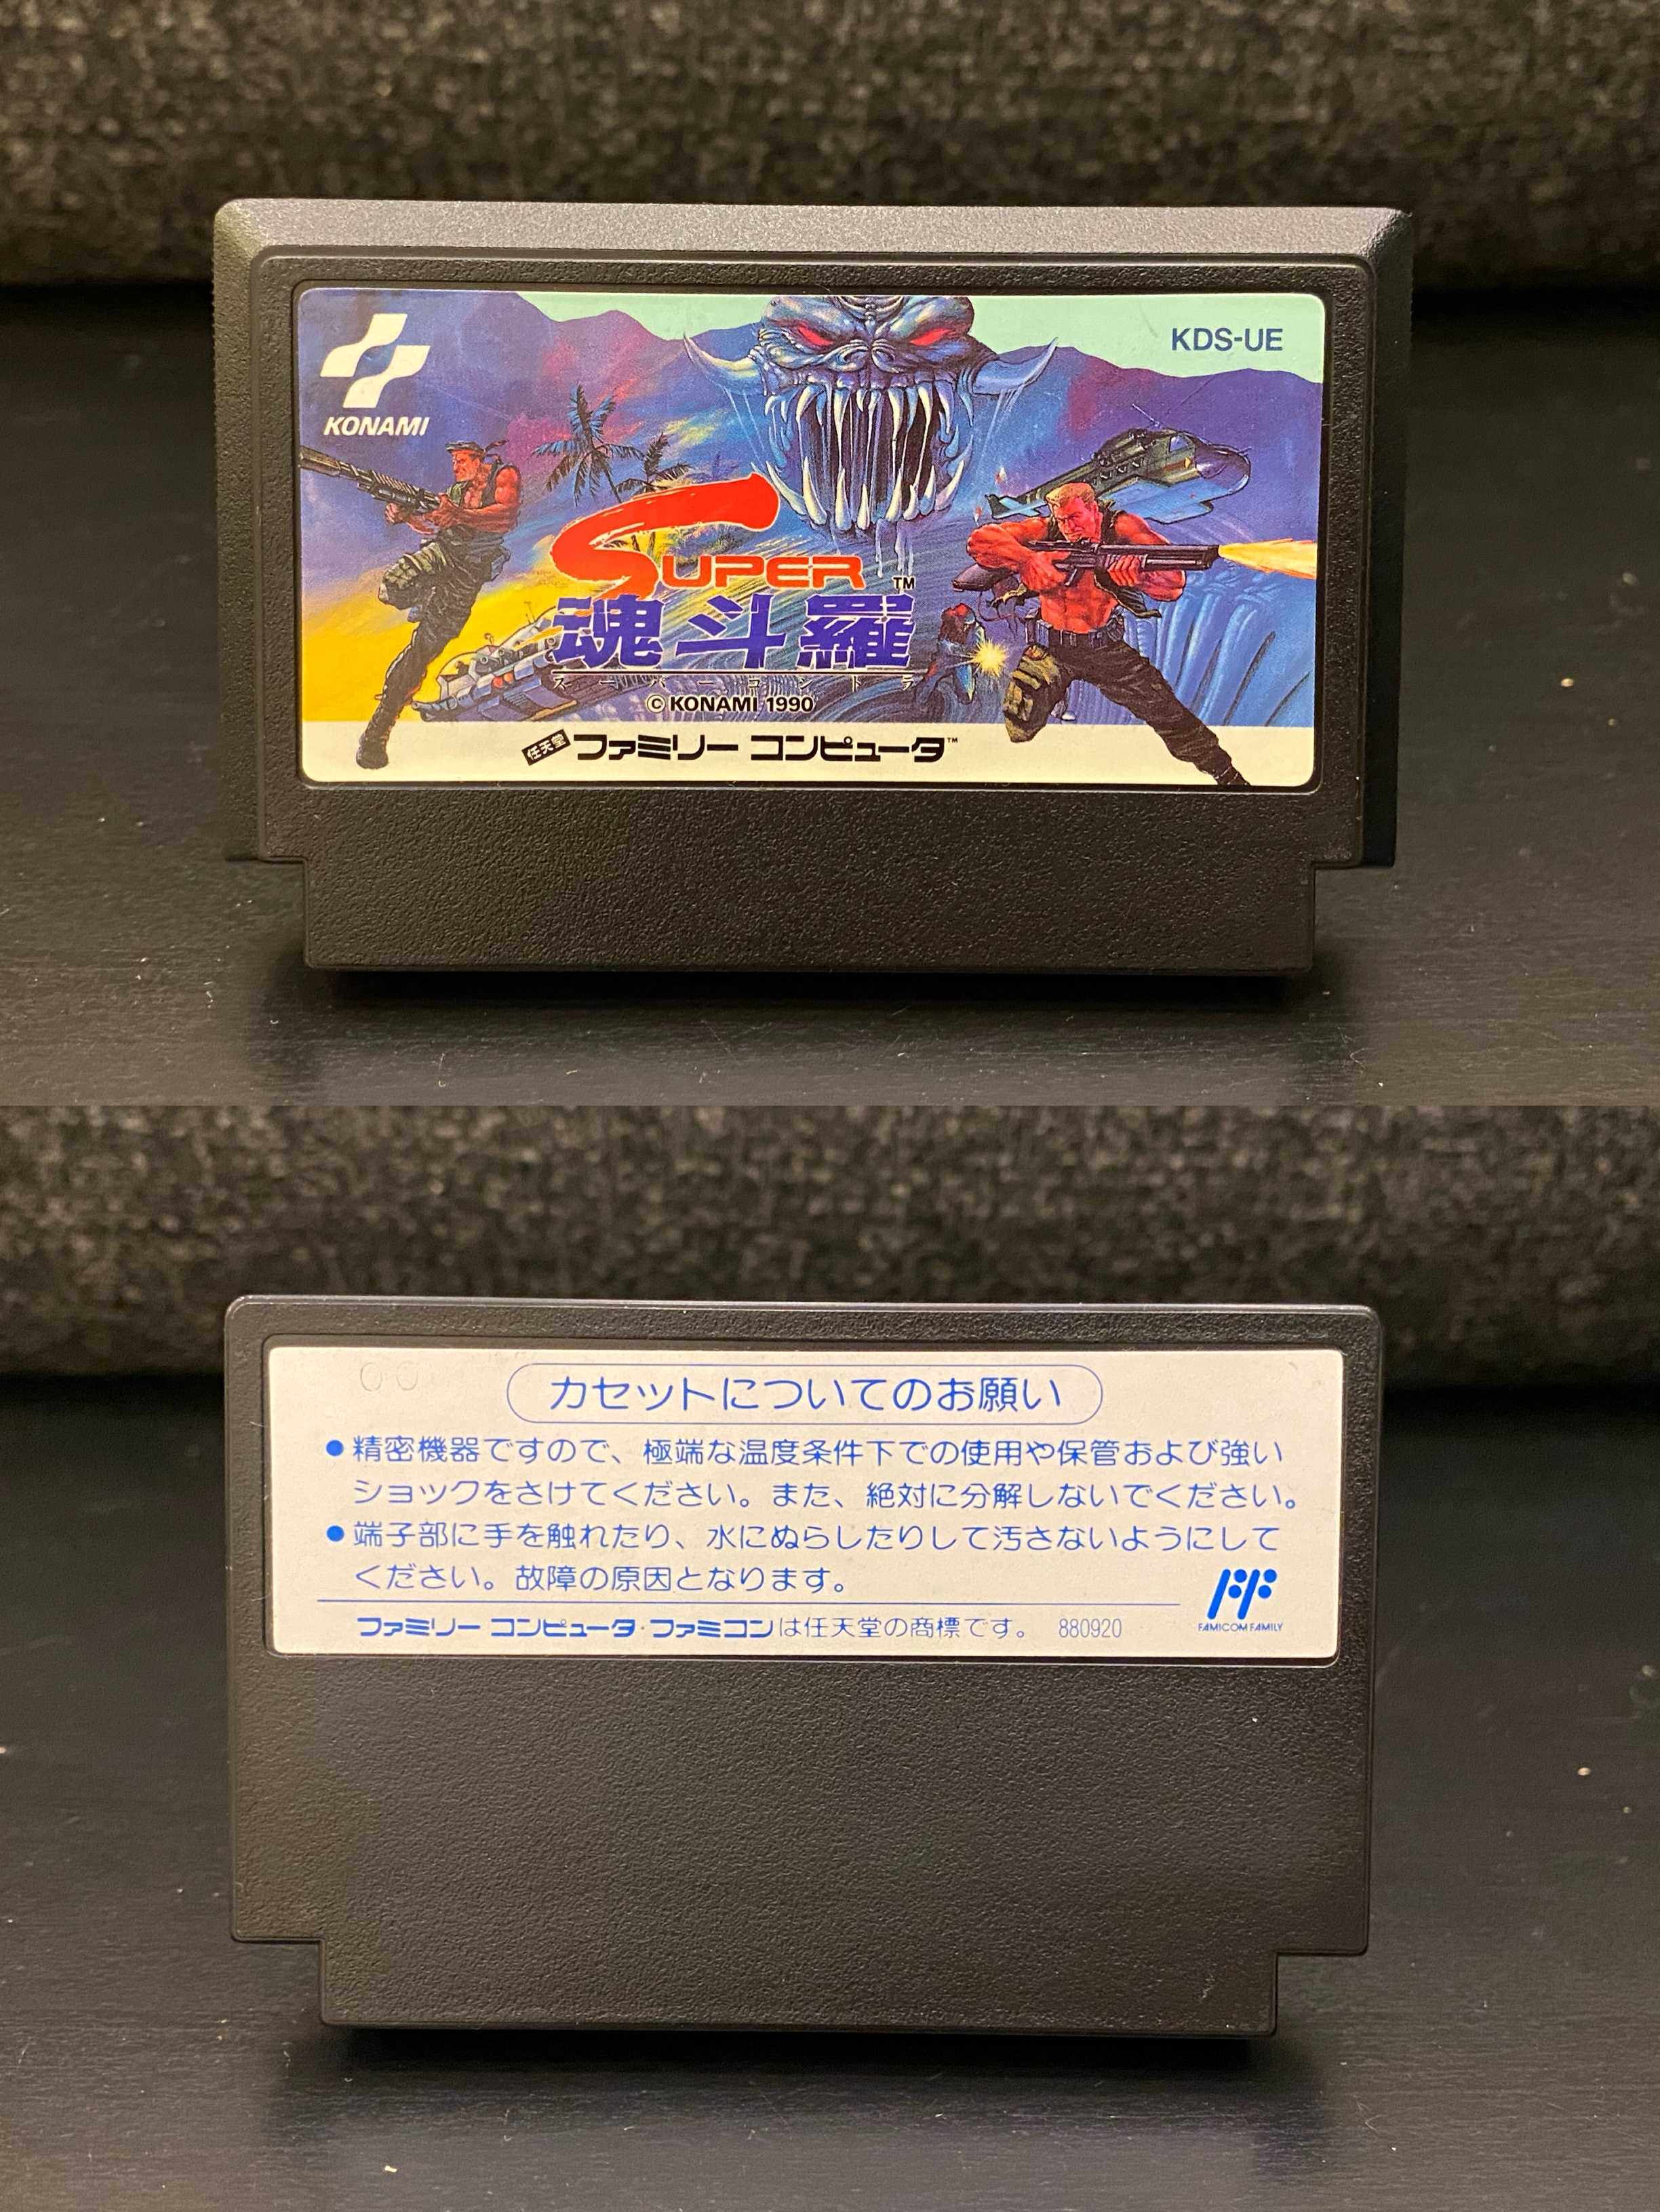 KONAMI
KDS-UE
SUPER TM
魂斗羅
スーパーコントラ
© KONAMI 1990
任天堂 ファミリー コンピュータ TM
00
カセットについてのお願い
● 精密機器ですので、極端な温度条件下での使用や保管および強い
ショックをさけてください。また、絶対に分解しないでください。
● 端子部に手を触れたり、水にぬらしたりして汚さないようにして
ください。故障の原因となります。
ファミリー コンピュータ・ファミコンは任天堂の商標です。 880920
FAMICOM FAMILY